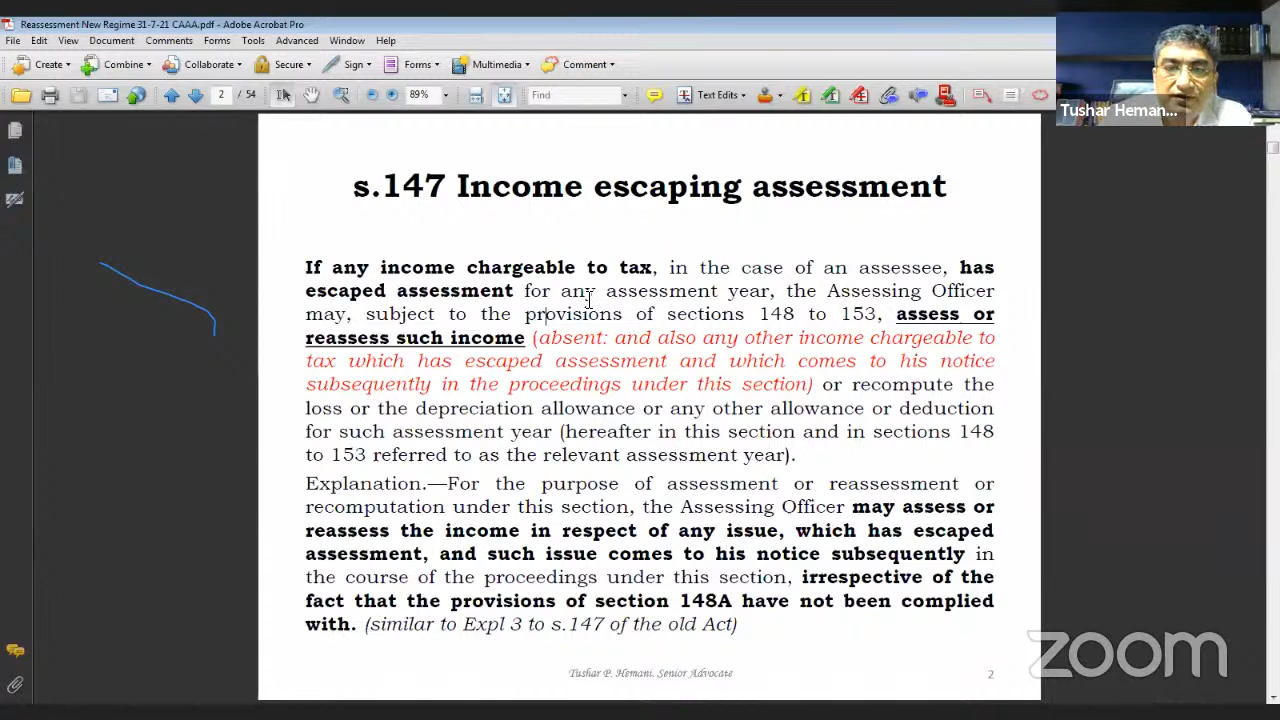 Reassessment New Regime 31-7-21 CAAA.pdf - Adobe Acrobat Pro
File Edit View Document Comments Forms Tools Advanced Window Help
Create Combine Collaborate Secure Sign Forms Multimedia Comment
2 / 54 89% Find Text Edits
Tushar Heman...
s.147 Income escaping assessment
If any income chargeable to tax, in the case of an assessee, has
escaped assessment for any assessment year, the Assessing Officer
may, subject to the provisions of sections 148 to 153, assess or
reassess such income (absent: and also any other income chargeable to
tax which has escaped assessment and which comes to his notice
subsequently in the proceedings under this section) or recompute the
loss or the depreciation allowance or any other allowance or deduction
for such assessment year (hereafter in this section and in sections 148
to 153 referred to as the relevant assessment year).
Explanation.—For the purpose of assessment or reassessment or
recomputation under this section, the Assessing Officer may assess or
reassess the income in respect of any issue, which has escaped
assessment, and such issue comes to his notice subsequently in
the course of the proceedings under this section, irrespective of the
fact that the provisions of section 148A have not been complied
with. (similar to Expl 3 to s.147 of the old Act)
Tushar P. Hemani, Senior Advocate 2
zoom